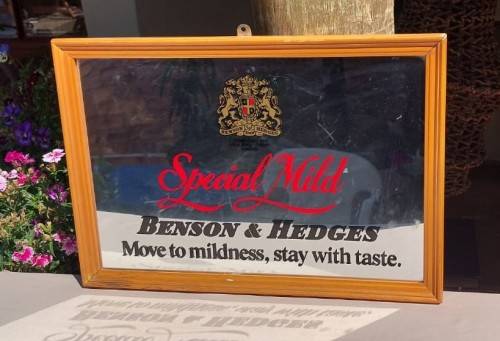 Special Mild
BENSON & HEDGES
Move to mildness, stay with taste.